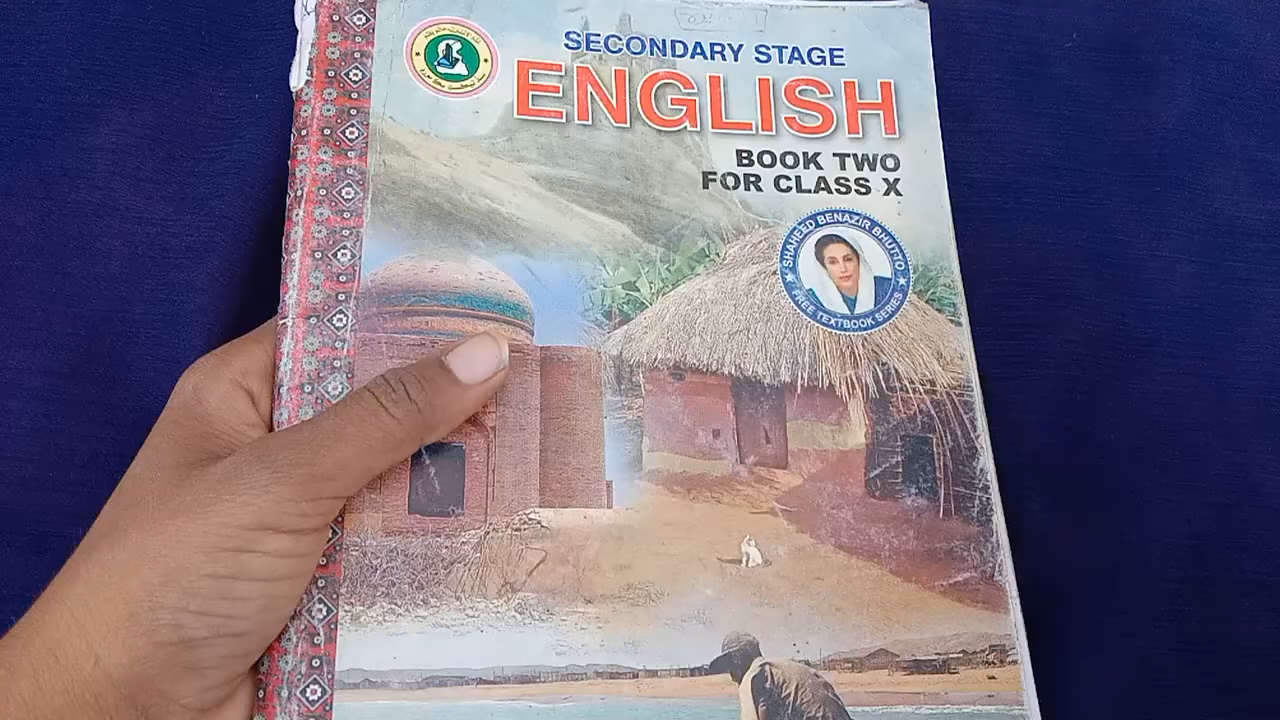 SECONDARY STAGE
ENGLISH
BOOK TWO
FOR CLASS X
SHAHEED BENAZIR BHUTTO
FREE TEXTBOOK SERIES